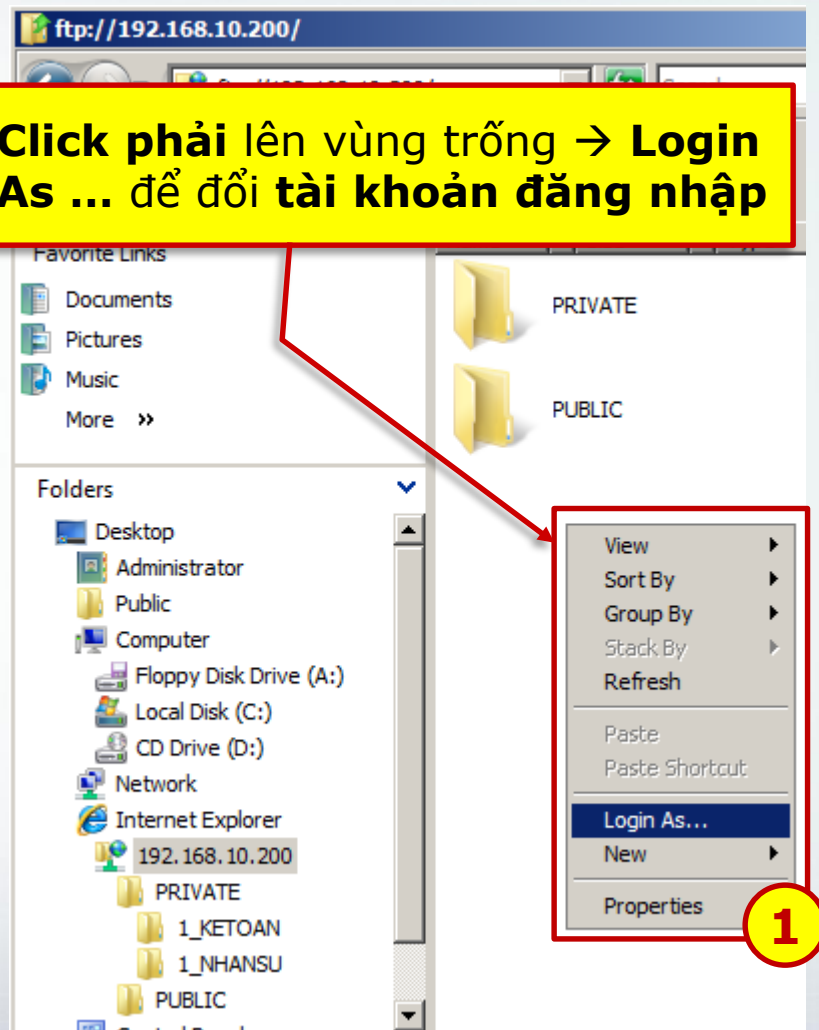 ftp://192.168.10.200/
Click phải lên vùng trống → Login
As ... để đổi tài khoản đăng nhập
Favorite Links
Documents
Pictures
Music
More »
PRIVATE
PUBLIC
Folders
Desktop
Administrator
Public
Computer
Floppy Disk Drive (A:)
Local Disk (C:)
CD Drive (D:)
Network
Internet Explorer
192.168.10.200
PRIVATE
1_KETOAN
1_NHANSU
PUBLIC
View
Sort By
Group By
Stack By
Refresh
Paste
Paste Shortcut
Login As...
New
Properties
1